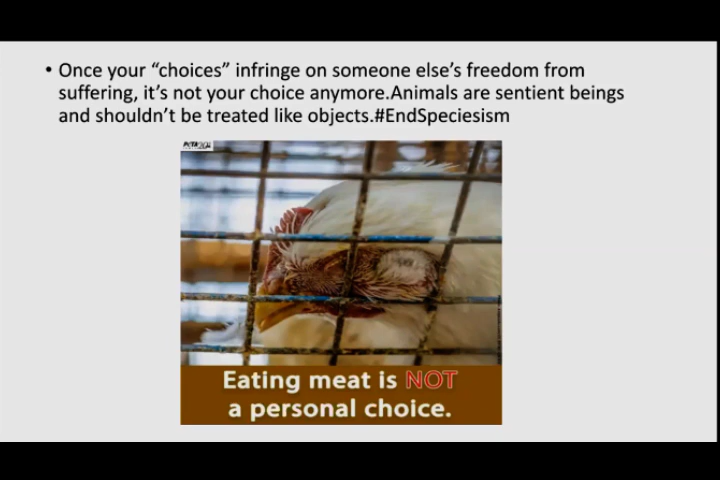 • Once your “choices” infringe on someone else’s freedom from
suffering, it’s not your choice anymore.Animals are sentient beings
and shouldn’t be treated like objects.#EndSpeciesism
Eating meat is NOT
a personal choice.